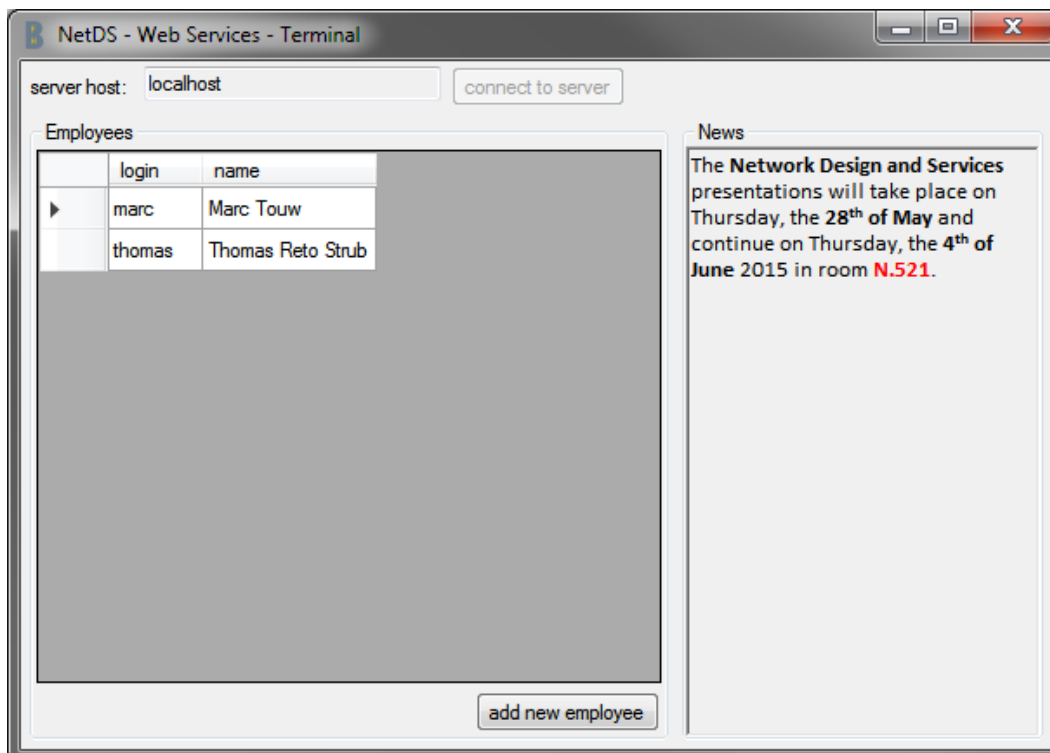 NetDS - Web Services - Terminal
server host: localhost connect to server
Employees
login name
marc Marc Touw
thomas Thomas Reto Strub
add new employee
News
The Network Design and Services
presentations will take place on
Thursday, the 28th of May and
continue on Thursday, the 4th of
June 2015 in room N.521.